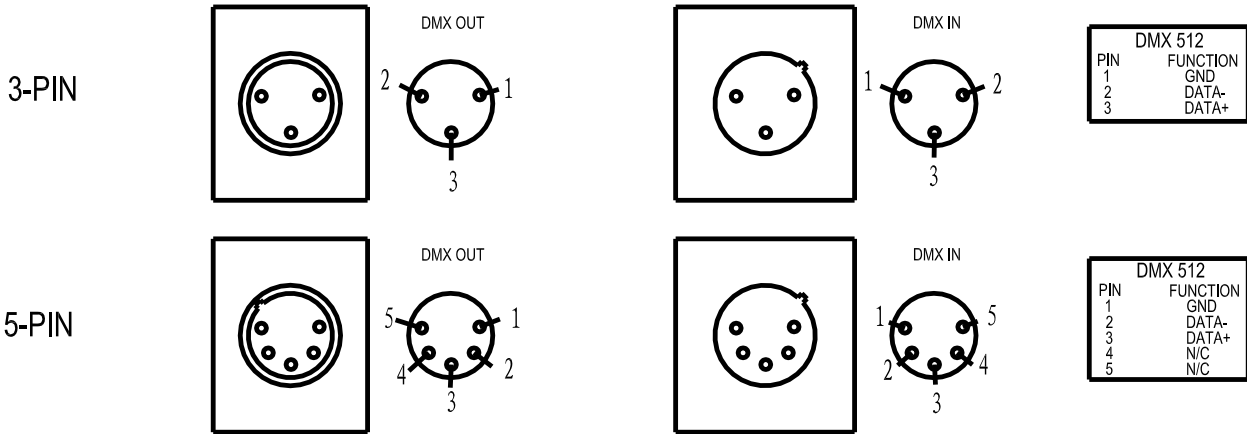 3-PIN
DMX OUT
2
1
3
DMX IN
1
2
3
DMX 512
PIN FUNCTION
1 GND
2 DATA-
3 DATA+
5-PIN
DMX OUT
5
1
4
2
3
DMX IN
1
5
2
4
3
DMX 512
PIN FUNCTION
1 GND
2 DATA-
3 DATA+
4 N/C
5 N/C